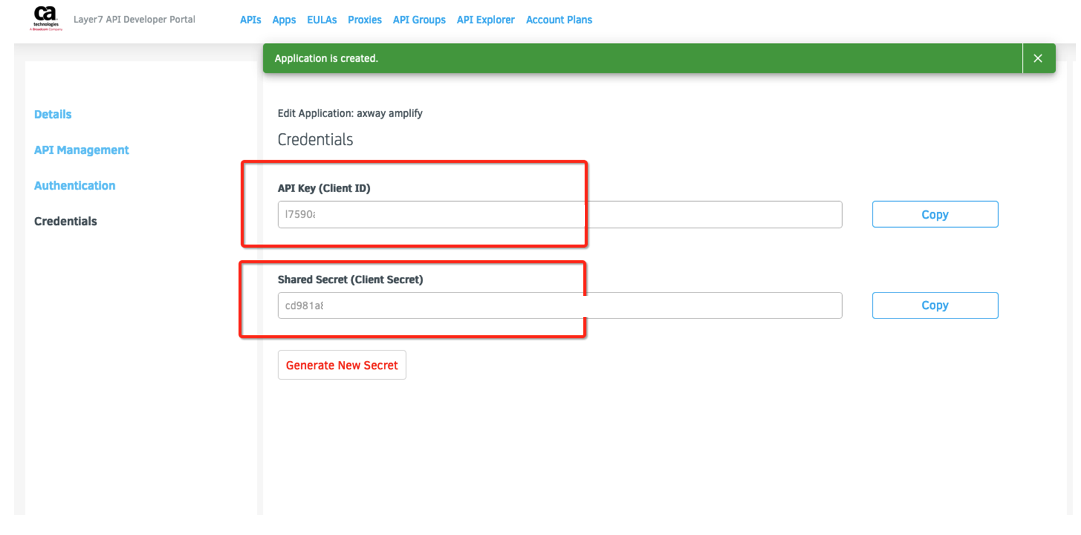 ca
technologies
A Broadcom Company
Layer7 API Developer Portal
APIs Apps EULAs Proxies API Groups API Explorer Account Plans
Application is created.
Details
API Management
Authentication
Credentials
Edit Application: axway amplify
Credentials
API Key (Client ID)
l7590
Copy
Shared Secret (Client Secret)
cd981a
Copy
Generate New Secret